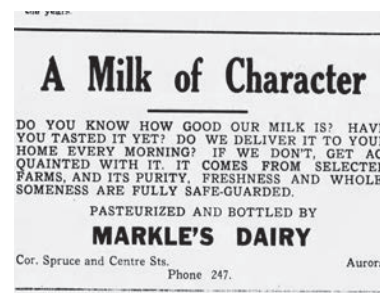 the years.
A Milk of Character
DO YOU KNOW HOW GOOD OUR MILK IS? HAVE
YOU TASTED IT YET? DO WE DELIVER IT TO YOUR
HOME EVERY MORNING? IF WE DON'T, GET AC
QUAINTED WITH IT. IT COMES FROM SELECTED
FARMS, AND ITS PURITY, FRESHNESS AND WHOLE
SOMENESS ARE FULLY SAFE-GUARDED.
PASTEURIZED AND BOTTLED BY
MARKLE'S DAIRY
Cor. Spruce and Centre Sts. Aurora
Phone 247.